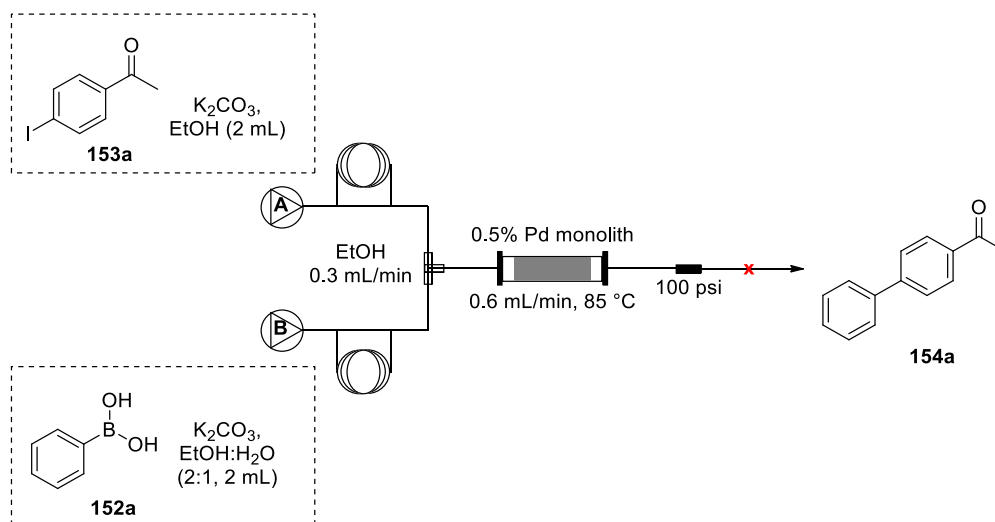 O
I
K₂CO₃,
EtOH (2 mL)
153a
A
EtOH
0.3 mL/min
0.5% Pd monolith
0.6 mL/min, 85 °C
100 psi
x
O
154a
B
OH
B
OH
K₂CO₃,
EtOH:H₂O
(2:1, 2 mL)
152a